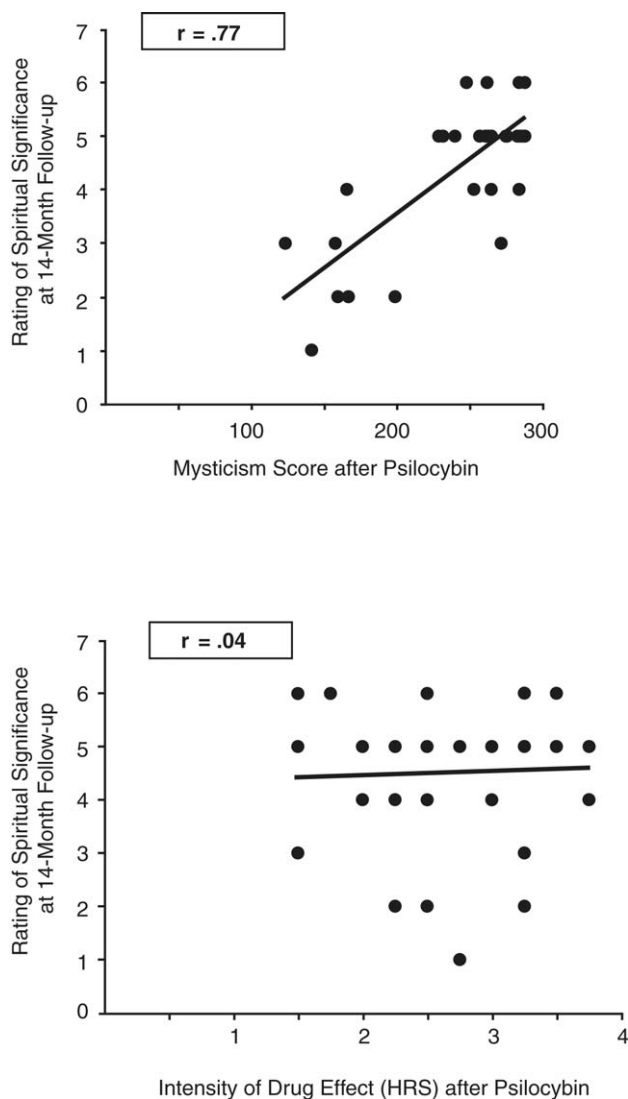 r = .77
Rating of Spiritual Significance
at 14-Month Follow-up
7
6
5
4
3
2
1
0
100 200 300
Mysticism Score after Psilocybin
r = .04
Rating of Spiritual Significance
at 14-Month Follow-up
7
6
5
4
3
2
1
0
1 2 3 4
Intensity of Drug Effect (HRS) after Psilocybin